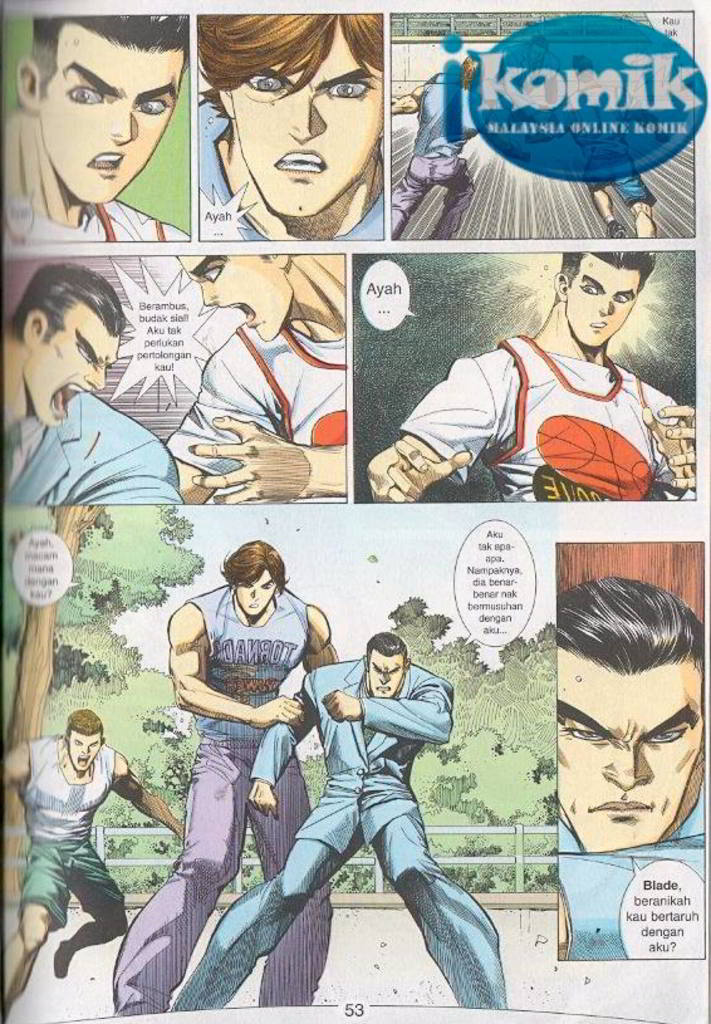 Kau
tak
ikomik
MALAYSIA ONLINE KOMIK
Ayah
...
Berambus,
budak sial!
Aku tak
perlukan
pertolongan
kau!
Ayah
...
Ayah,
macam
mana
dengan
kau?
Aku
tak apa-
apa.
Nampaknya,
dia benar-
benar nak
bermusuhan
dengan
aku...
TORNAD
Blade,
beranikah
kau bertaruh
dengan
aku?
53